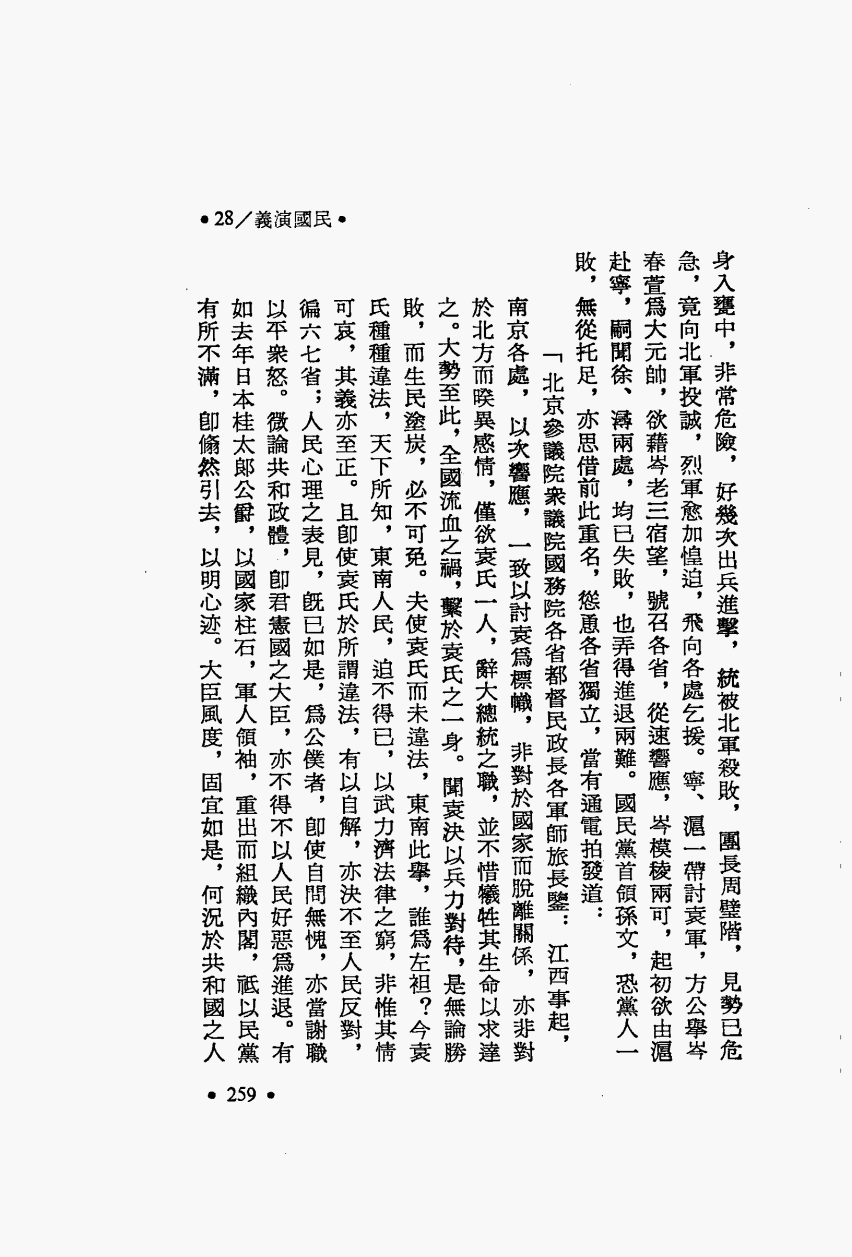 •28／義演國民•
身入甕中，非常危險，好幾次出兵進擊，統被北軍殺敗，團長周璧階，見勢已危
急，竟向北軍投誠，烈軍愈加惶迫，飛向各處乞援。寧、滬一帶討袁軍，方公舉岑
春萱爲大元帥，欲藉岑老三宿望，號召各省，從速響應，岑模稜兩可，起初欲由滬
赴寧，嗣聞徐、潯兩處，均已失敗，也弄得進退兩難。國民黨首領孫文，恐黨人一
敗，無從托足，亦思借前此重名，慫恿各省獨立，當有通電拍發道：
「北京參議院衆議院國務院各省都督民政長各軍師旅長鑒：江西事起，
南京各處，以次響應，一致以討袁爲標幟，非對於國家而脫離關係，亦非對
於北方而暌異感情，僅欲袁氏一人，辭大總統之職，並不惜犧牲其生命以求達
之。大勢至此，全國流血之禍，繫於袁氏之一身。聞袁決以兵力對待，是無論勝
敗，而生民塗炭，必不可免。夫使袁氏而未違法，東南此舉，誰爲左袒？今袁
氏種種違法，天下所知，東南人民，迫不得已，以武力濟法律之窮，非惟其情
可哀，其義亦至正。且卽使袁氏於所謂違法，有以自解，亦決不至人民反對，
徧六七省；人民心理之表見，旣已如是，爲公僕者，卽使自問無愧，亦當謝職
以平衆怒。微論共和政體，卽君憲國之大臣，亦不得不以人民好惡爲進退。有
如去年日本桂太郎公爵，以國家柱石，軍人領袖，重出而組織內閣，祇以民黨
有所不滿，卽翛然引去，以明心迹。大臣風度，固宜如是，何況於共和國之人
•259•